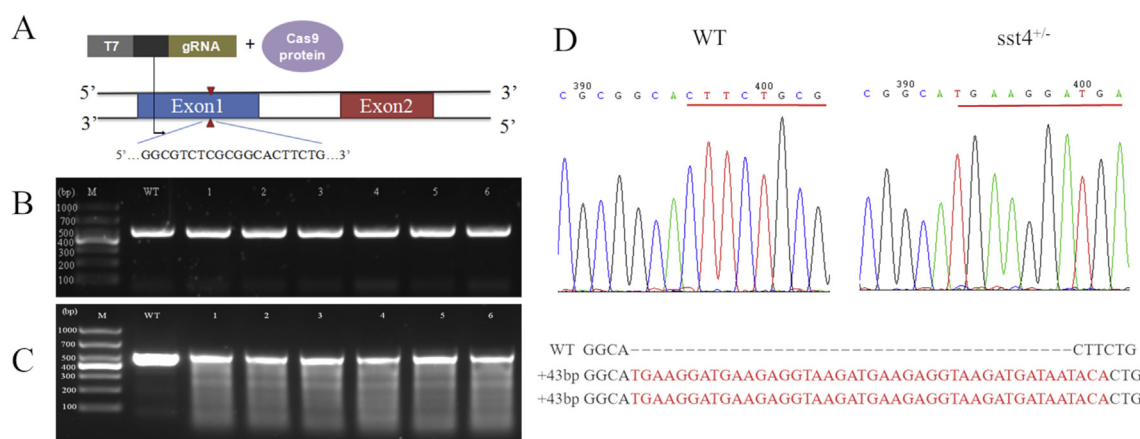 A
T7 gRNA + Cas9 protein
5' 3'
Exon1 Exon2
3' 5'
5'…GGCGTCTCGCGGCACTTCTG…3'
B
(bp) M WT 1 2 3 4 5 6
1000
700
500
400
300
200
100
C
(bp) M WT 1 2 3 4 5 6
1000
700
500
400
300
200
100
D
WT sst4+/-
390 400
C G C G G C A C T T C T G C G
390 400
C G G C A T G A A G G A T G A
WT GGCA----------------------------------------CTTCTG
+43bp GGCATGAAGGATGAAGAGGTAAGATGAAGAGGTAAGATGATAATACACTG
+43bp GGCATGAAGGATGAAGAGGTAAGATGAAGAGGTAAGATGATAATACACTG